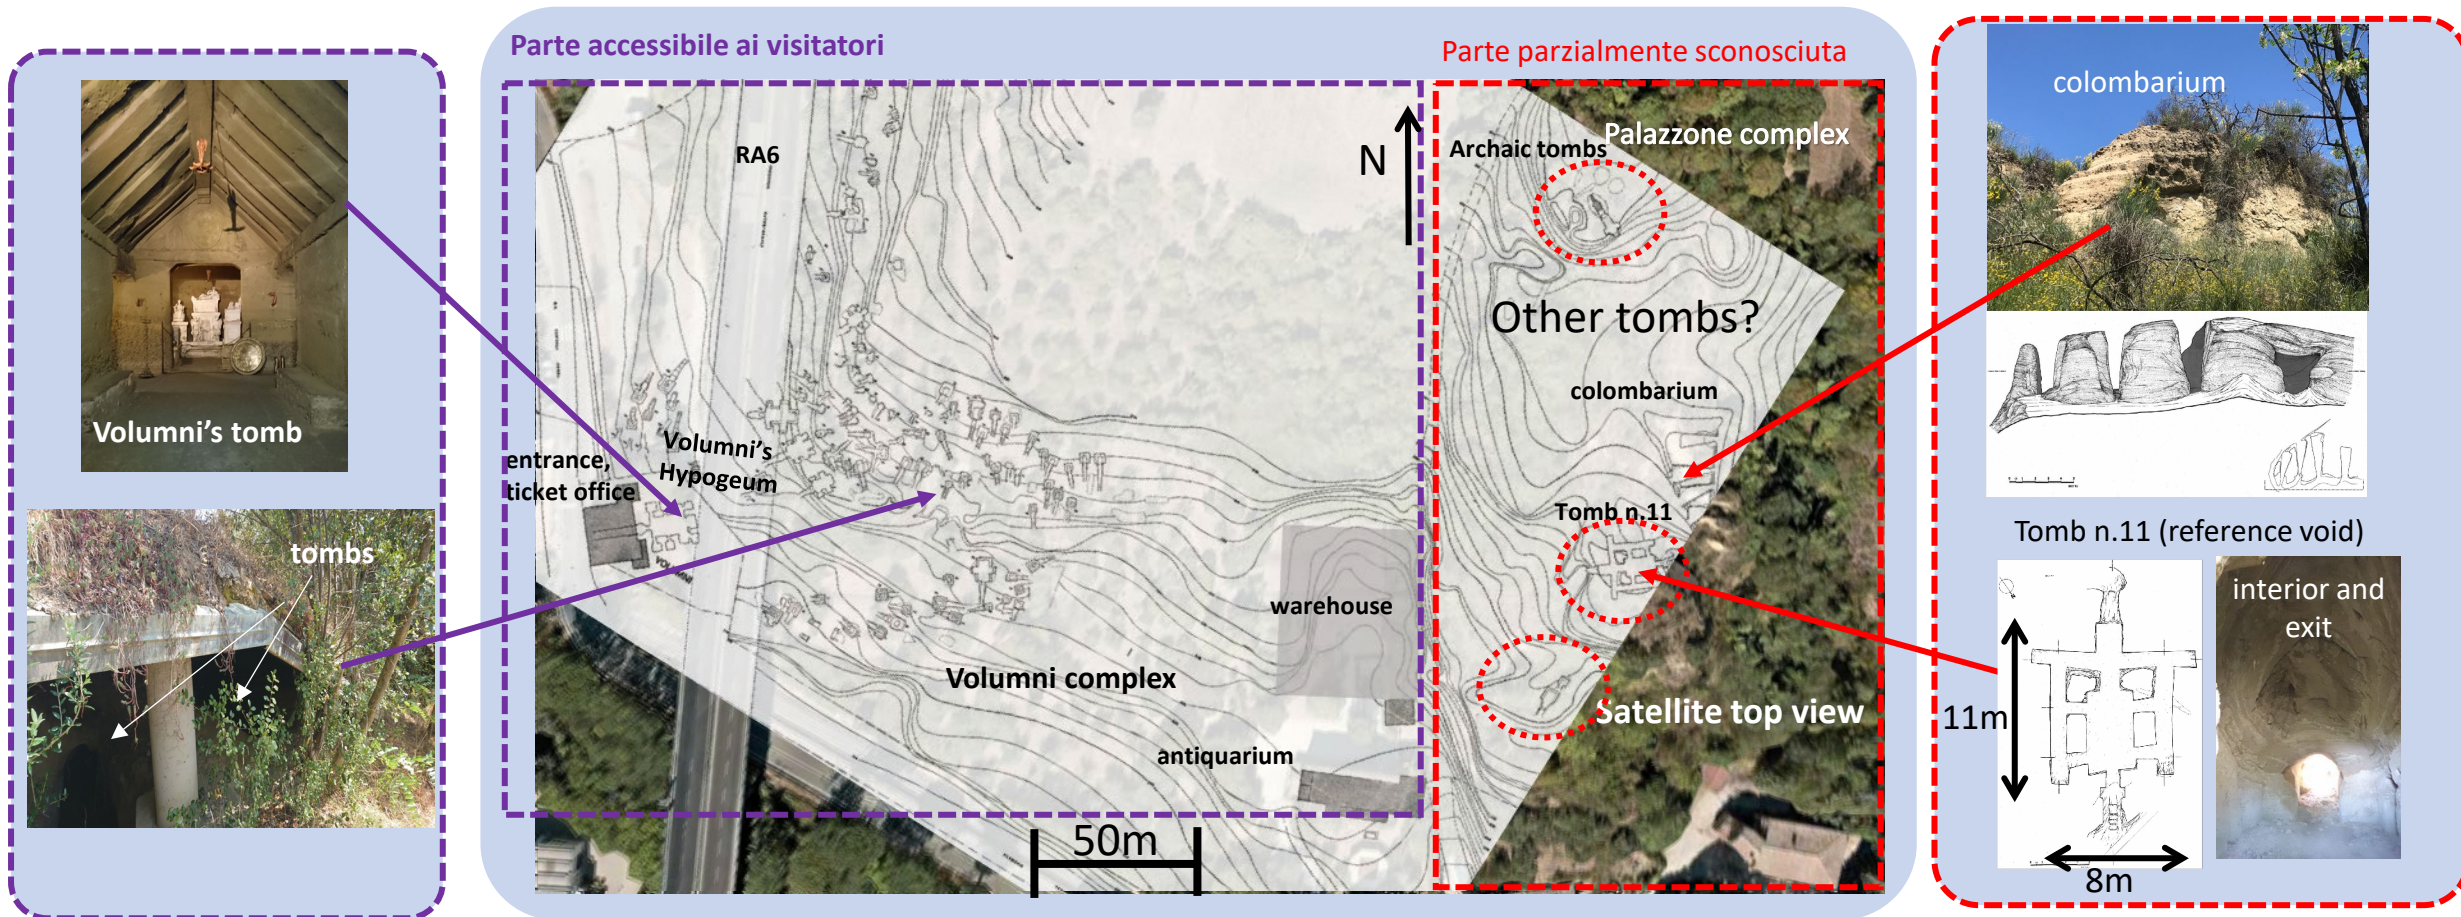 Parte accessibile ai visitatori
Parte parzialmente sconosciuta
Volumni's tomb
tombs
RA6
N
Archaic tombs
Palazzone complex
Other tombs?
colombarium
Volumni's
Hypogeum
entrance,
ticket office
VOLUMNI
Tomb n.11
warehouse
Volumni complex
Satellite top view
antiquarium
50m
colombarium
Tomb n.11 (reference void)
interior and
exit
11m
8m